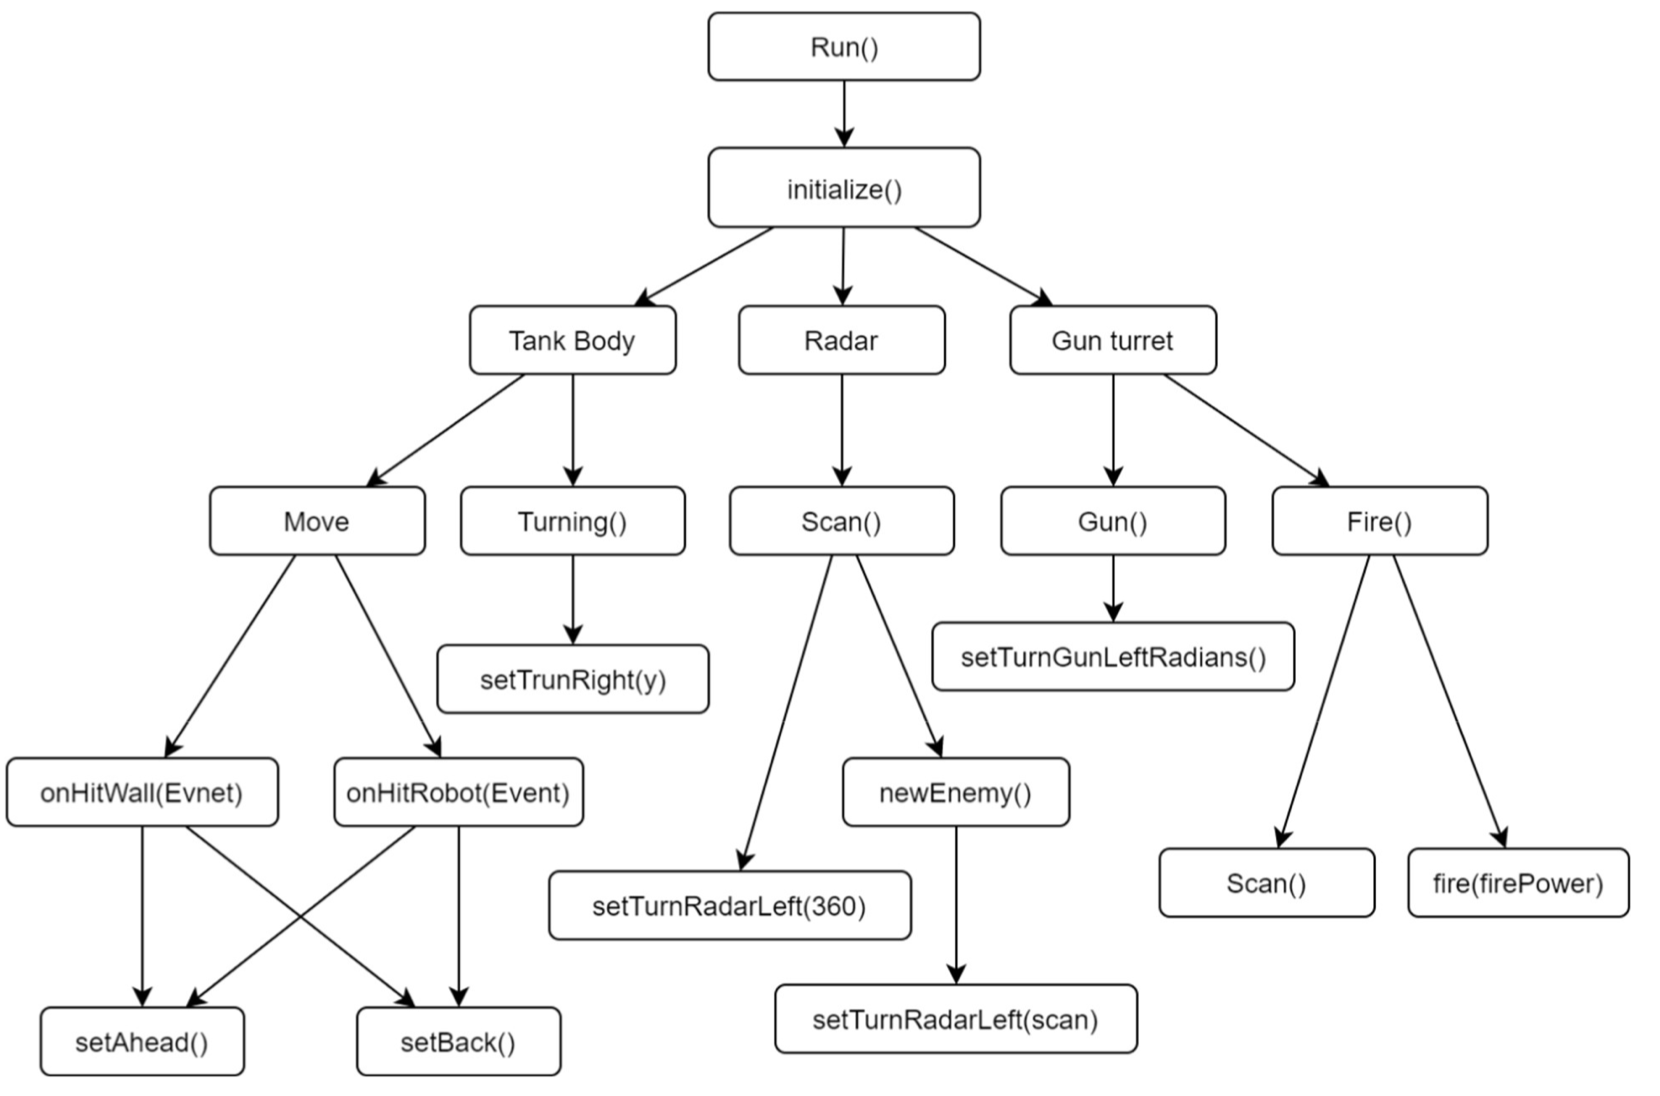 Run()
initialize()
Tank Body
Radar
Gun turret
Move
Turning()
Scan()
Gun()
Fire()
setTurnGunLeftRadians()
setTrunRight(y)
onHitWall(Evnet)
onHitRobot(Event)
newEnemy()
Scan()
fire(firePower)
setTurnRadarLeft(360)
setTurnRadarLeft(scan)
setAhead()
setBack()